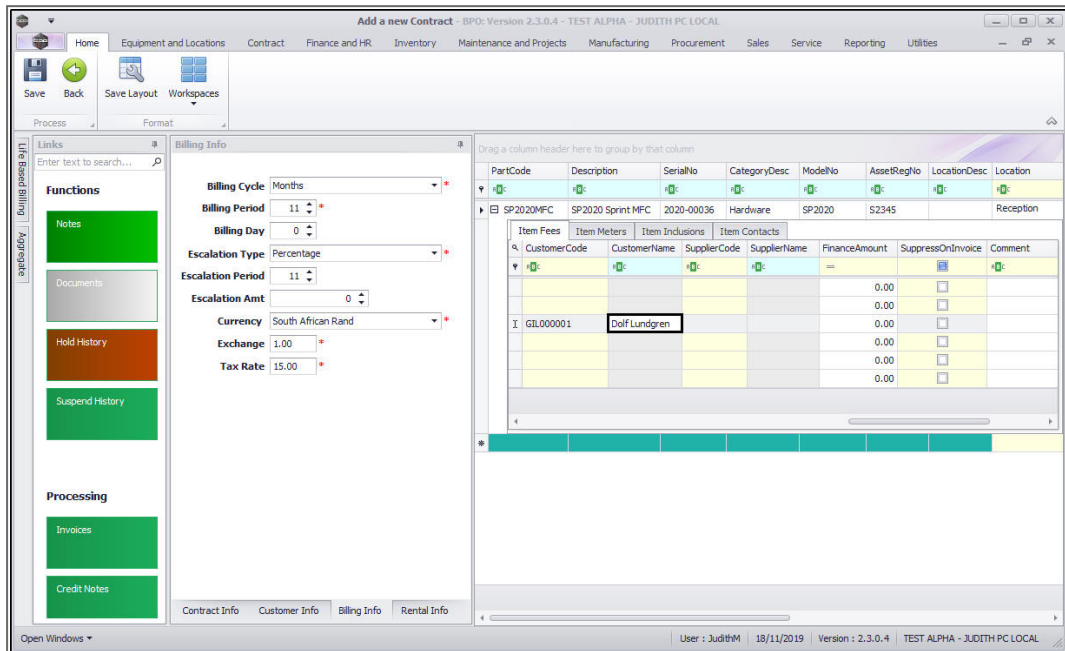 Add a new Contract - BPO: Version 2.3.0.4 - TEST ALPHA - JUDITH PC LOCAL
Home Equipment and Locations Contract Finance and HR Inventory Maintenance and Projects Manufacturing Procurement Sales Service Reporting Utilities
Save Back Save Layout Workspaces
Process Format
Life Based Billing
Aggregate
Links
Enter text to search...
Functions
Notes
Documents
Hold History
Suspend History
Processing
Invoices
Credit Notes
Billing Info
Billing Cycle Months *
Billing Period 11 *
Billing Day 0
Escalation Type Percentage *
Escalation Period 11
Escalation Amt 0
Currency South African Rand *
Exchange 1.00 *
Tax Rate 15.00 *
Contract Info Customer Info Billing Info Rental Info
Drag a column header here to group by that column
PartCode Description SerialNo CategoryDesc ModelNo AssetRegNo LocationDesc Location
SP2020MFC SP2020 Sprint MFC 2020-00036 Hardware SP2020 S2345 Reception
Item Fees Item Meters Item Inclusions Item Contacts
CustomerCode CustomerName SupplierCode SupplierName FinanceAmount SuppressOnInvoice Comment
=
0.00
0.00
GIL000001 Dolf Lundgren 0.00
0.00
0.00
0.00
Open Windows
User : JudithM 18/11/2019 Version : 2.3.0.4 TEST ALPHA - JUDITH PC LOCAL